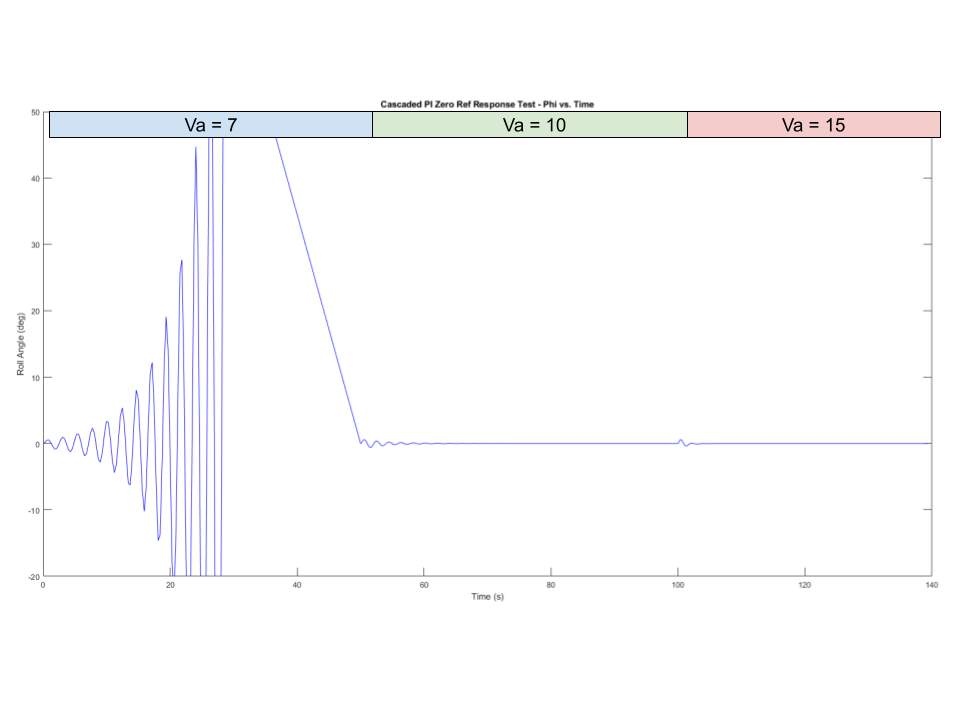 Cascaded PI Zero Ref Response Test - Phi vs. Time
Va = 7 Va = 10 Va = 15
50
40
30
20
10
0
-10
-20
Roll Angle (deg)
0 20 40 60 80 100 120 140
Time (s)